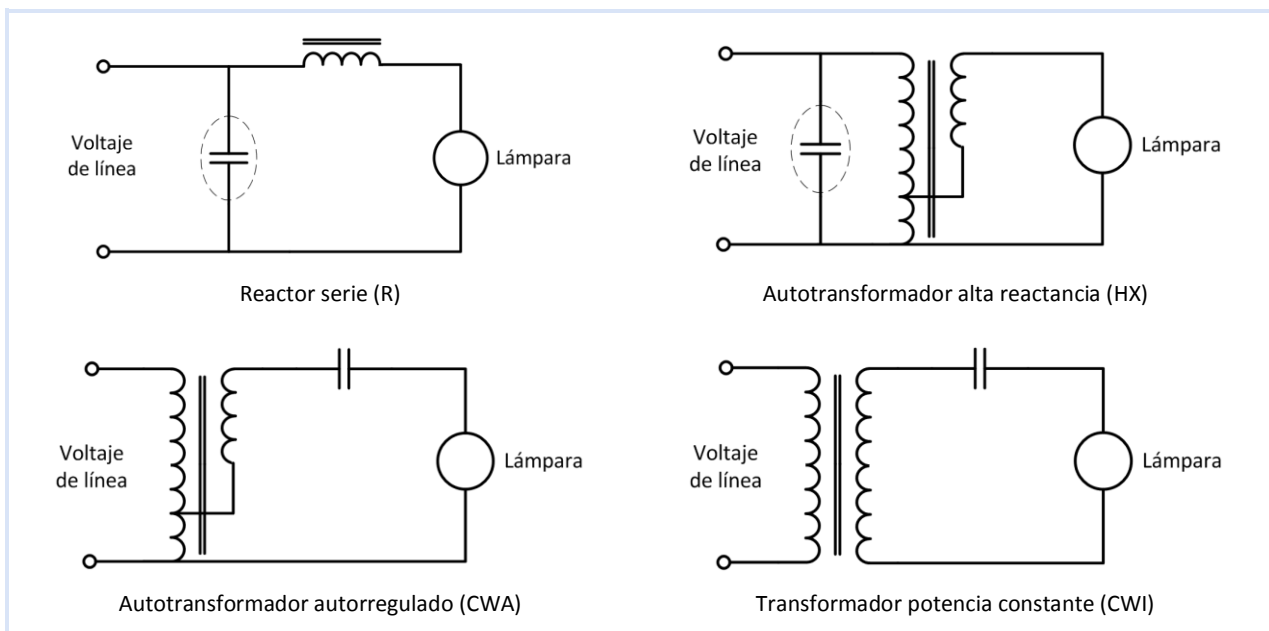 Voltaje
de línea
Lámpara
Reactor serie (R)
Voltaje
de línea
Lámpara
Autotransformador alta reactancia (HX)
Voltaje
de línea
Lámpara
Autotransformador autorregulado (CWA)
Voltaje
de línea
Lámpara
Transformador potencia constante (CWI)